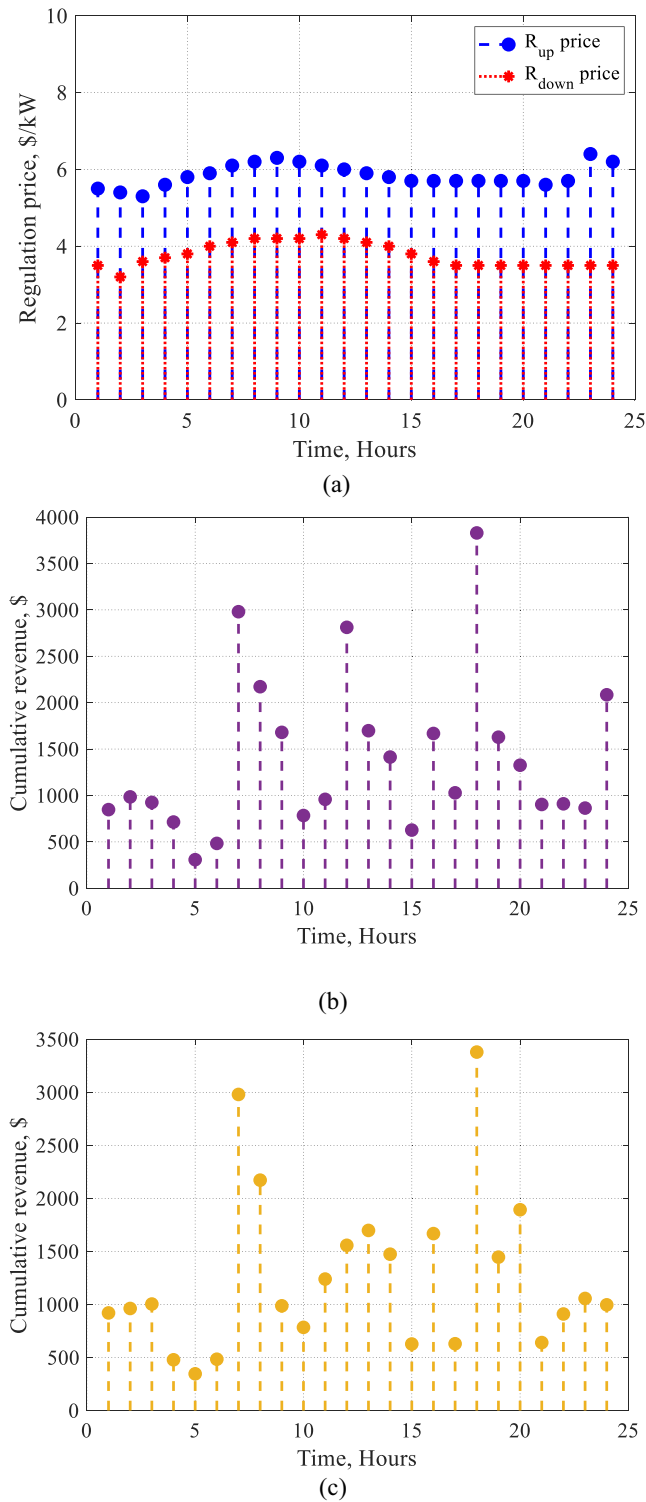 10
8
6
4
2
0
Regulation price, $/kW
R_up price
R_down price
0 5 10 15 20 25
Time, Hours
(a)
4000
3500
3000
2500
2000
1500
1000
500
0
Cumulative revenue, $
0 5 10 15 20 25
Time, Hours
(b)
3500
3000
2500
2000
1500
1000
500
0
Cumulative revenue, $
0 5 10 15 20 25
Time, Hours
(c)